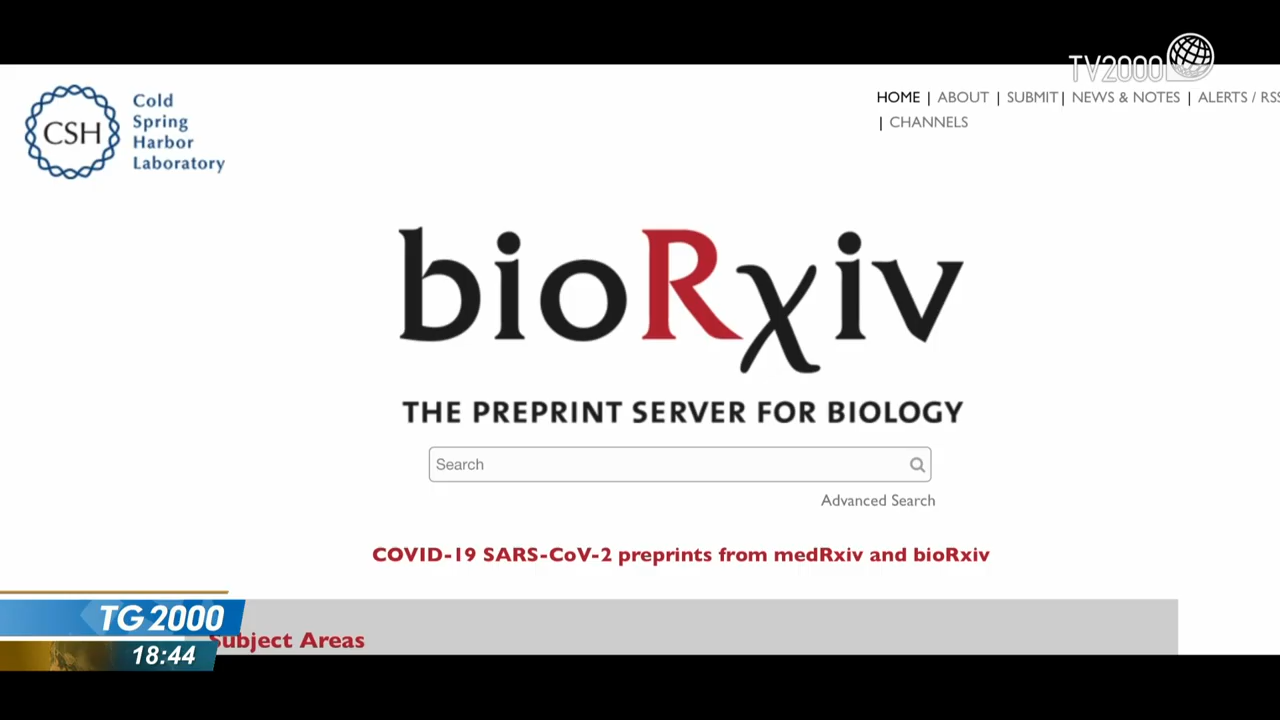 TV2000
CSH
Cold
Spring
Harbor
Laboratory
HOME | ABOUT | SUBMIT | NEWS & NOTES | ALERTS / RSS
| CHANNELS
bioRxiv
THE PREPRINT SERVER FOR BIOLOGY
Search
Advanced Search
COVID-19 SARS-CoV-2 preprints from medRxiv and bioRxiv
Subject Areas
TG 2000
18:44